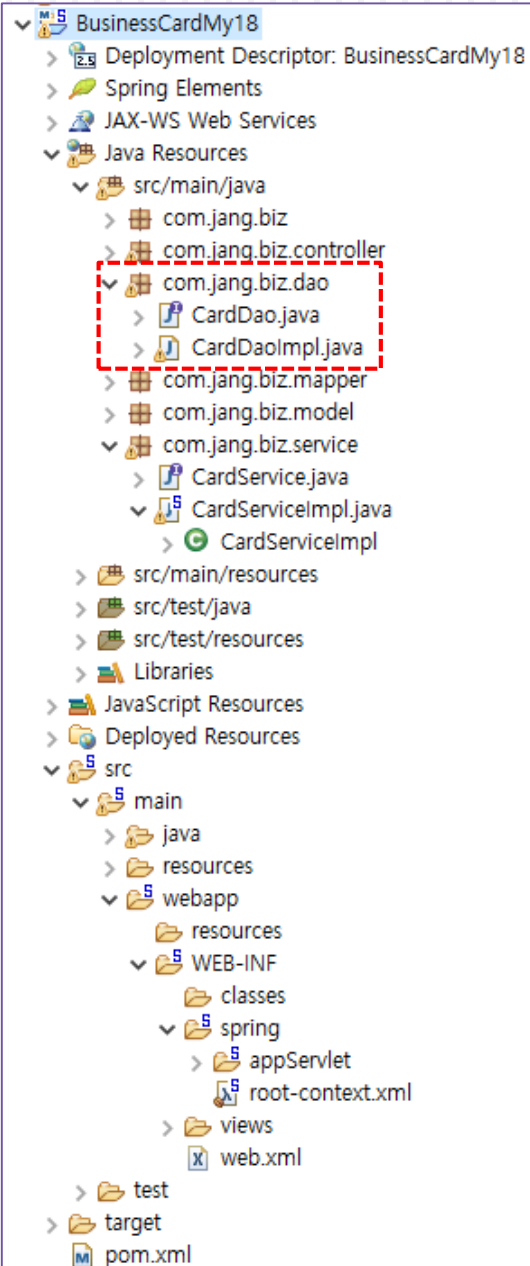 BusinessCardMy18
Deployment Descriptor: BusinessCardMy18
Spring Elements
JAX-WS Web Services
Java Resources
src/main/java
com.jang.biz
com.jang.biz.controller
com.jang.biz.dao
CardDao.java
CardDaoImpl.java
com.jang.biz.mapper
com.jang.biz.model
com.jang.biz.service
CardService.java
CardServiceImpl.java
CardServiceImpl
src/main/resources
src/test/java
src/test/resources
Libraries
JavaScript Resources
Deployed Resources
src
main
java
resources
webapp
resources
WEB-INF
classes
spring
appServlet
root-context.xml
views
web.xml
test
target
pom.xml